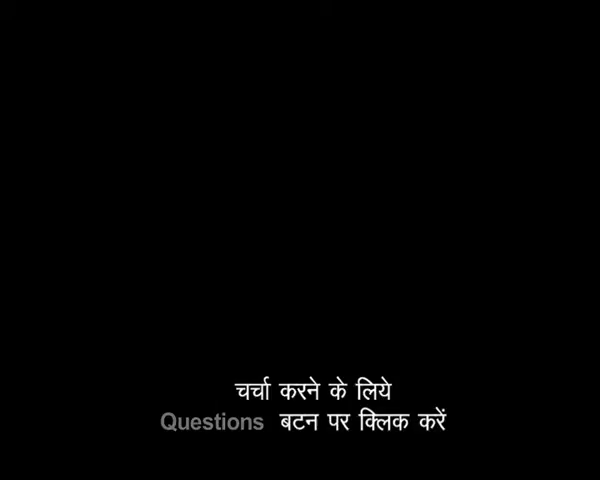 चर्चा करने के लिये
Questions बटन पर क्लिक करें